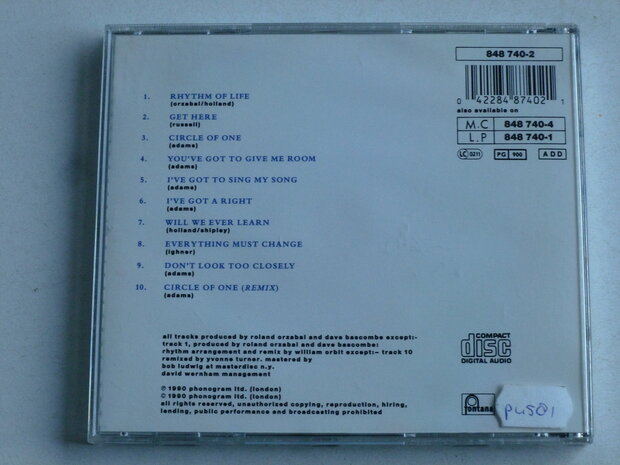 848 740-2
0 42284 87402 1
also available on
M.C 848 740-4
L.P 848 740-1
LC 0211 PG 900 ADD
1. RHYTHM OF LIFE
(orzabal/holland)
2. GET HERE
(russell)
3. CIRCLE OF ONE
(adams)
4. YOU'VE GOT TO GIVE ME ROOM
(adams)
5. I'VE GOT TO SING MY SONG
(adams)
6. I'VE GOT A RIGHT
(adams)
7. WILL WE EVER LEARN
(holland/shipley)
8. EVERYTHING MUST CHANGE
(ighner)
9. DON'T LOOK TOO CLOSELY
(adams)
10. CIRCLE OF ONE (REMIX)
(adams)
all tracks produced by roland orzabal and dave bascombe except:-
track 1, produced by roland orzabal and dave bascombe:
rhythm arrangement and remix by william orbit except:- track 10
remixed by yvonne turner. mastered by
bob ludwig at masterdisc n.y.
david wernham management
℗ 1990 phonogram ltd. (london)
© 1990 phonogram ltd. (london)
all rights reserved, unauthorized copying, reproduction, hiring,
lending, public performance and broadcasting prohibited
COMPACT
disc
DIGITAL AUDIO
fontana